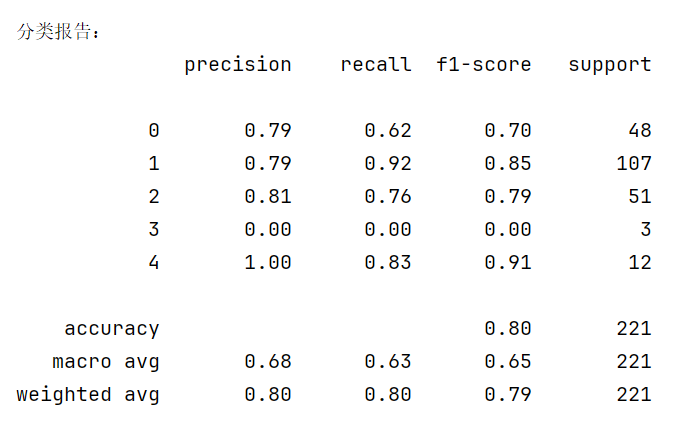 分类报告:
precision recall f1-score support
0 0.79 0.62 0.70 48
1 0.79 0.92 0.85 107
2 0.81 0.76 0.79 51
3 0.00 0.00 0.00 3
4 1.00 0.83 0.91 12
accuracy 0.80 221
macro avg 0.68 0.63 0.65 221
weighted avg 0.80 0.80 0.79 221